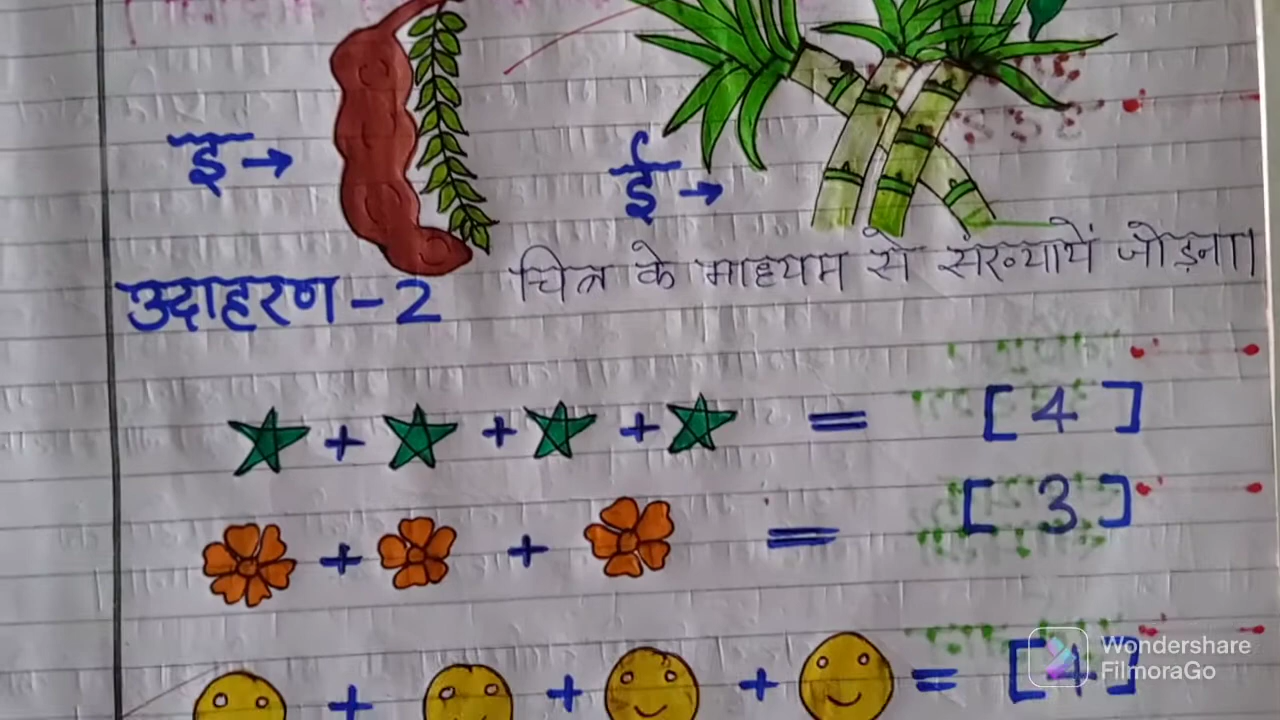 इ → ई →
उदाहरण - 2 चित्र के माध्यम से संख्यायें जोड़ना।
+ + + = [ 4 ]
+ + = [ 3 ]
+ + + = [ 4 ]
Wondershare
FilmoraGo